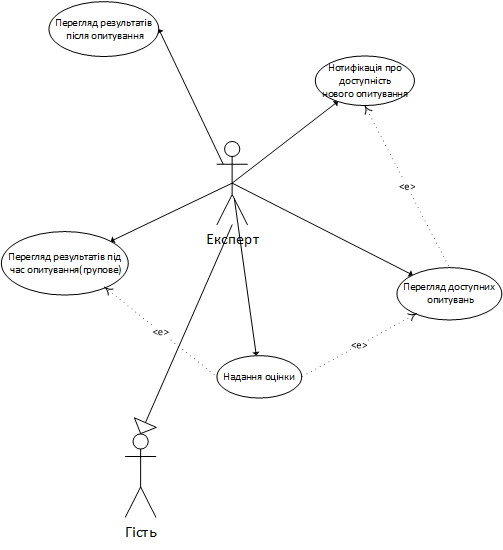 Перегляд результатів
після опитування
Нотифікація про
доступність
нового опитування
<e>
Експерт
Перегляд результатів під
час опитування(групове)
Перегляд доступних
опитувань
<e>
<e>
Надання оцінки
Гість